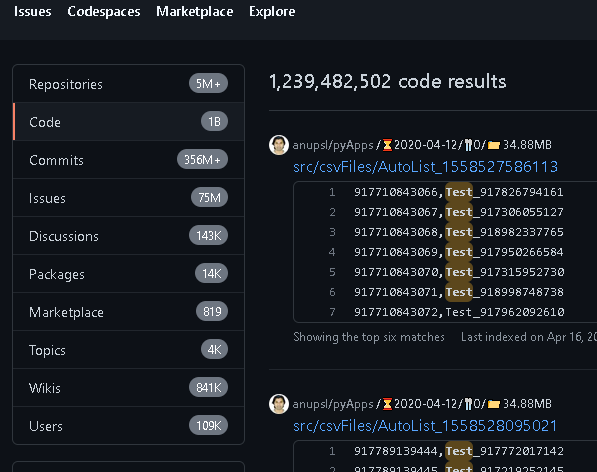 Issues Codespaces Marketplace Explore
Repositories 5M+
Code 1B
Commits 356M+
Issues 75M
Discussions 143K
Packages 14K
Marketplace 819
Topics 4K
Wikis 841K
Users 109K
1,239,482,502 code results
anupsl/pyApps/⏳2020-04-12/🍴0/📁34.88MB
src/csvFiles/AutoList_1558527586113
1 917710843066,Test_917826794161
2 917710843067,Test_917306055127
3 917710843068,Test_918982337765
4 917710843069,Test_917950266584
5 917710843070,Test_917315952730
6 917710843071,Test_918998748738
7 917710843072,Test_917962092610
Showing the top six matches Last indexed on Apr 16, 20
anupsl/pyApps/⏳2020-04-12/🍴0/📁34.88MB
src/csvFiles/AutoList_1558528095021
1 917789139444,Test_917772017142
2 917789139445,Test_917219252145